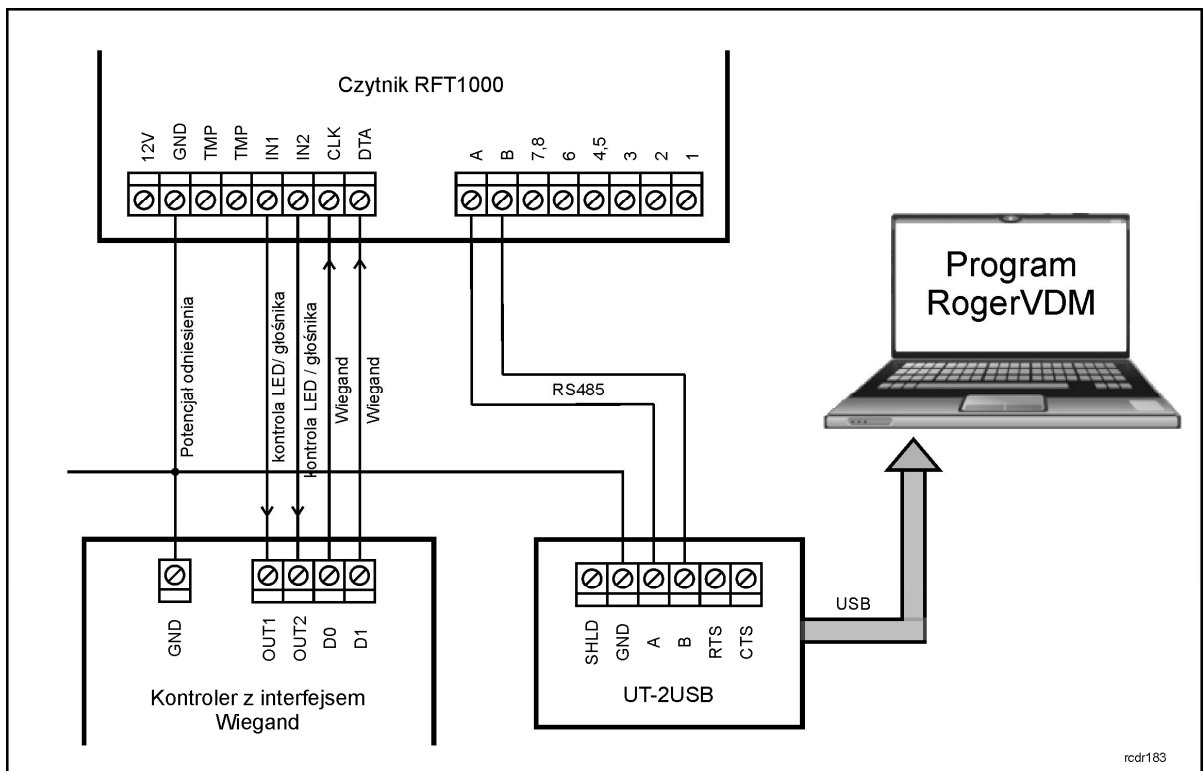 Czytnik RFT1000
12V
GND
TMP
TMP
IN1
IN2
CLK
DTA
A
B
7,8
6
4,5
3
2
1
Potencjał odniesienia
kontrola LED/ głośnika
kontrola LED / głośnika
Wiegand
Wiegand
RS485
Program
RogerVDM
GND
OUT1
OUT2
D0
D1
Kontroler z interfejsem
Wiegand
SHLD
GND
A
B
RTS
CTS
UT-2USB
USB
rcdr183